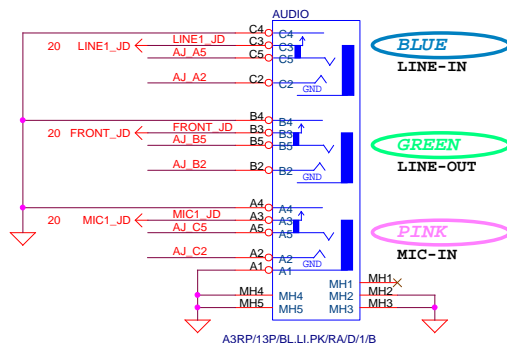 AUDIO
C4 C4
20 LINE1_JD LINE1_JD C3 C3
AJ_A5 C5 C5
AJ_A2 C2 C2
GND
BLUE
LINE-IN
B4 B4
20 FRONT_JD FRONT_JD B3 B3
AJ_B5 B5 B5
AJ_B2 B2 B2
GND
GREEN
LINE-OUT
A4 A4
20 MIC1_JD MIC1_JD A3 A3
AJ_C5 A5 A5
AJ_C2 A2 A2
GND
A1 A1
PINK
MIC-IN
MH1 MH1
MH4 MH4 MH2 MH2
MH5 MH5 MH3 MH3
A3RP/13P/BL,LI,PK/RA/D/1/B